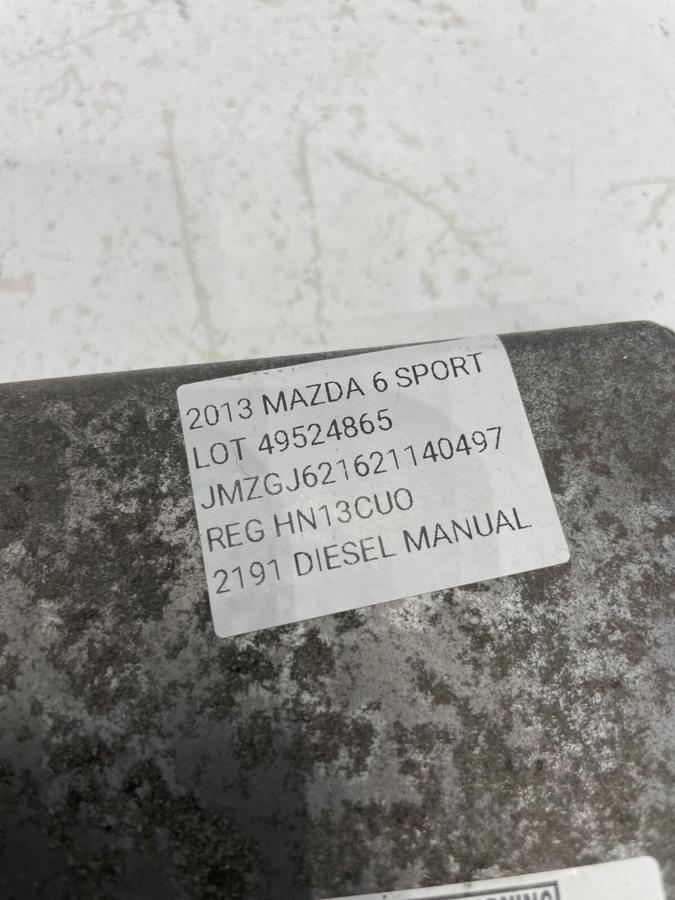 2013 MAZDA 6 SPORT
LOT 49524865
JMZGJ621621140497
REG HN13CUO
2191 DIESEL MANUAL